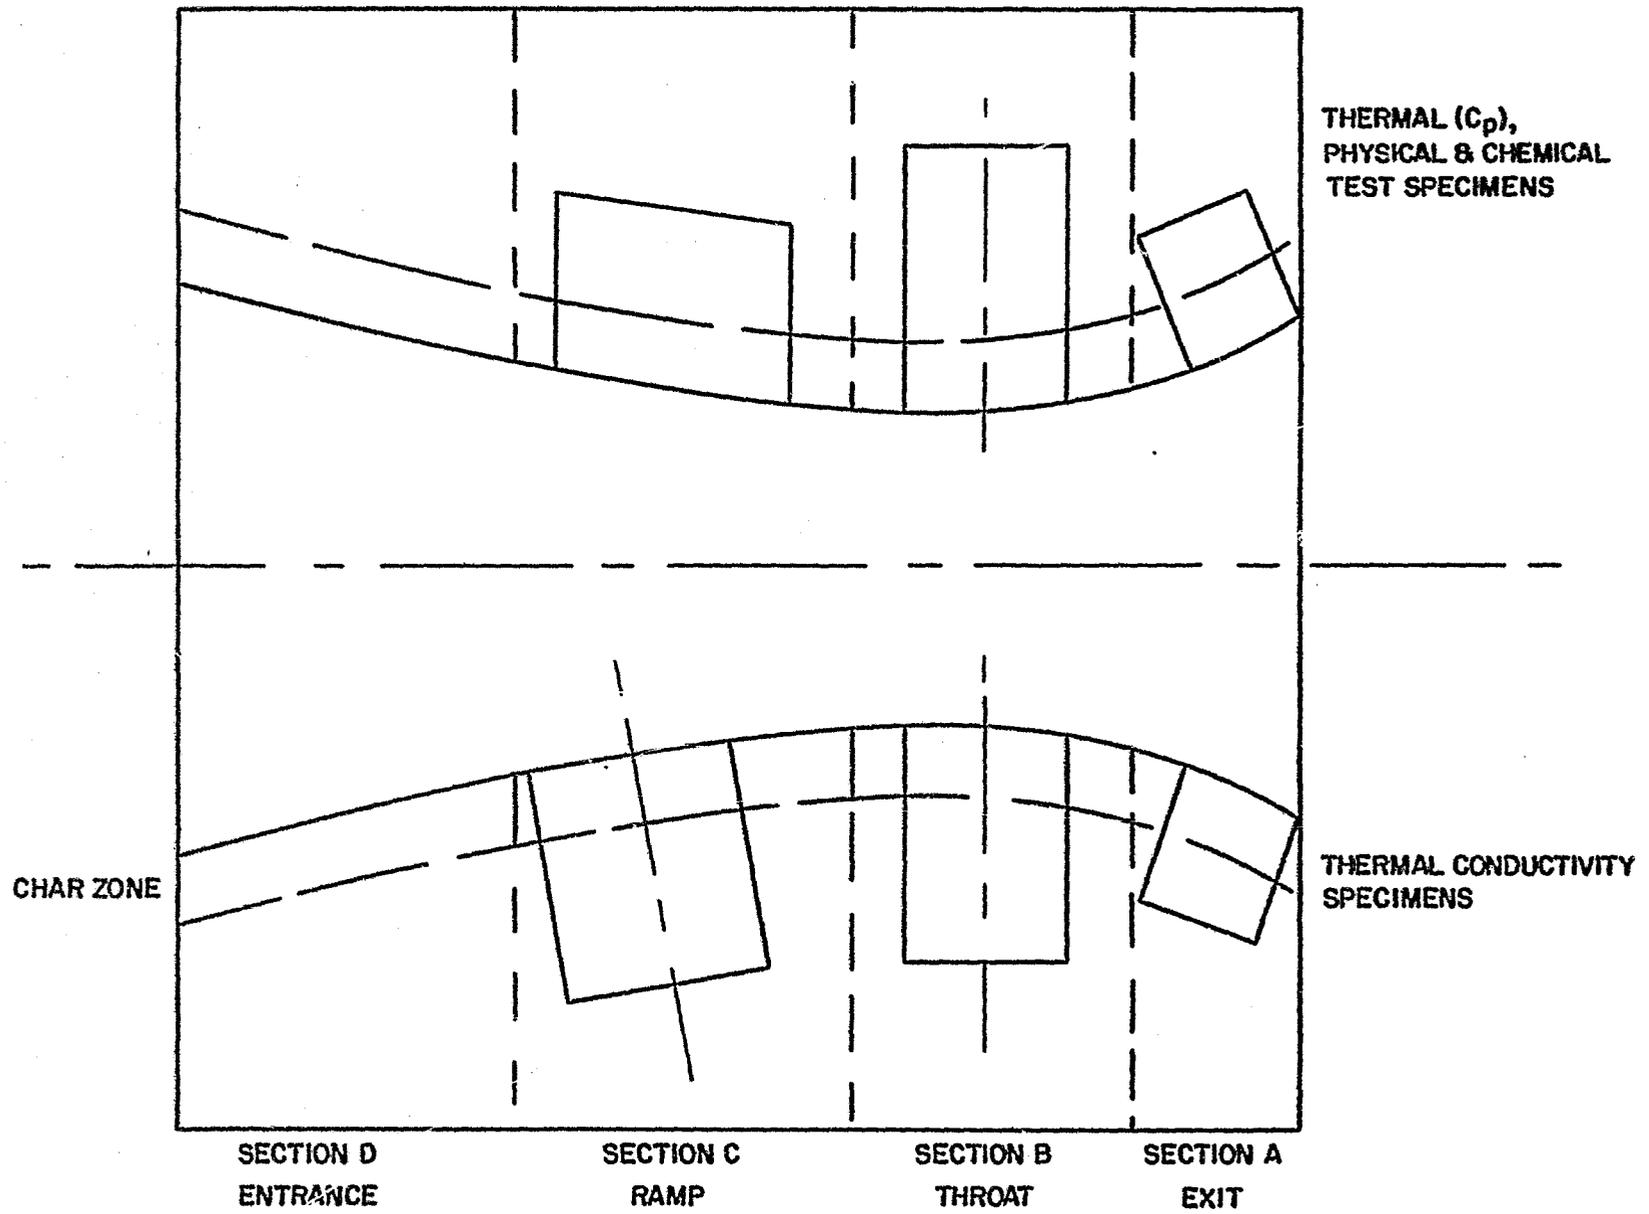 THERMAL (Cp),
PHYSICAL & CHEMICAL
TEST SPECIMENS
CHAR ZONE
THERMAL CONDUCTIVITY
SPECIMENS
SECTION D
ENTRANCE
SECTION C
RAMP
SECTION B
THROAT
SECTION A
EXIT